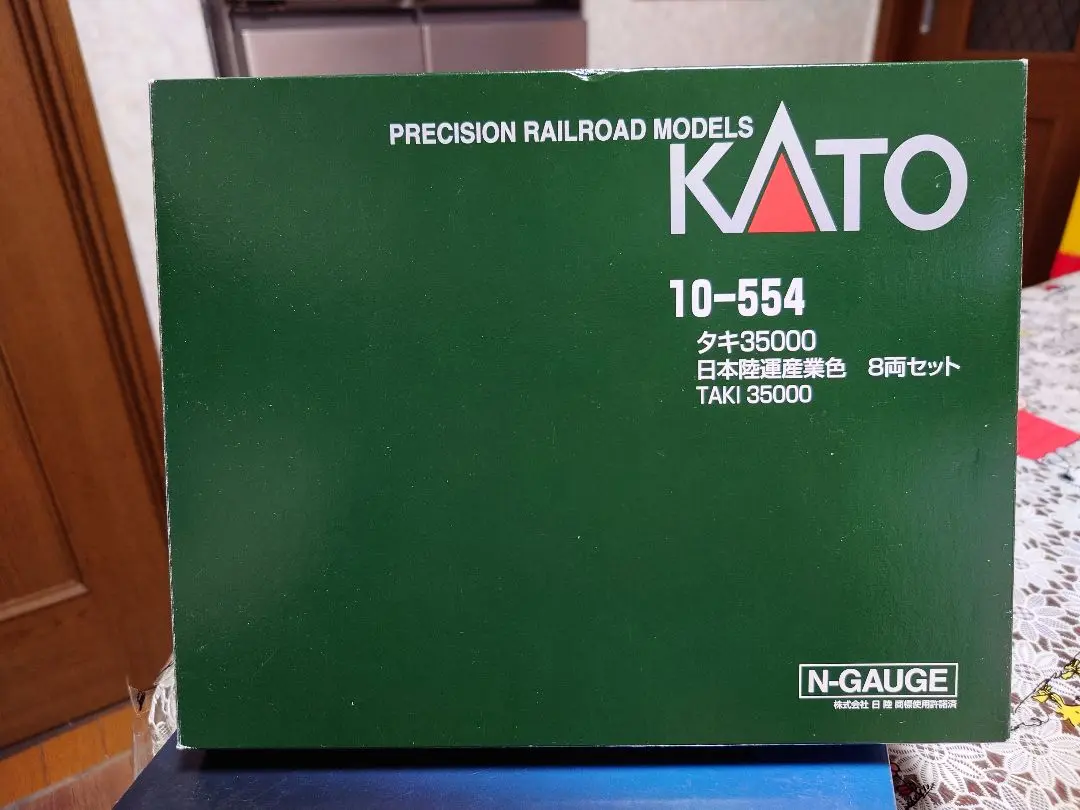 PRECISION RAILROAD MODELS
KATO
10-554
タキ35000
日本陸運産業色 8両セット
TAKI 35000
N-GAUGE
株式会社 日 陸 商標使用許諾済